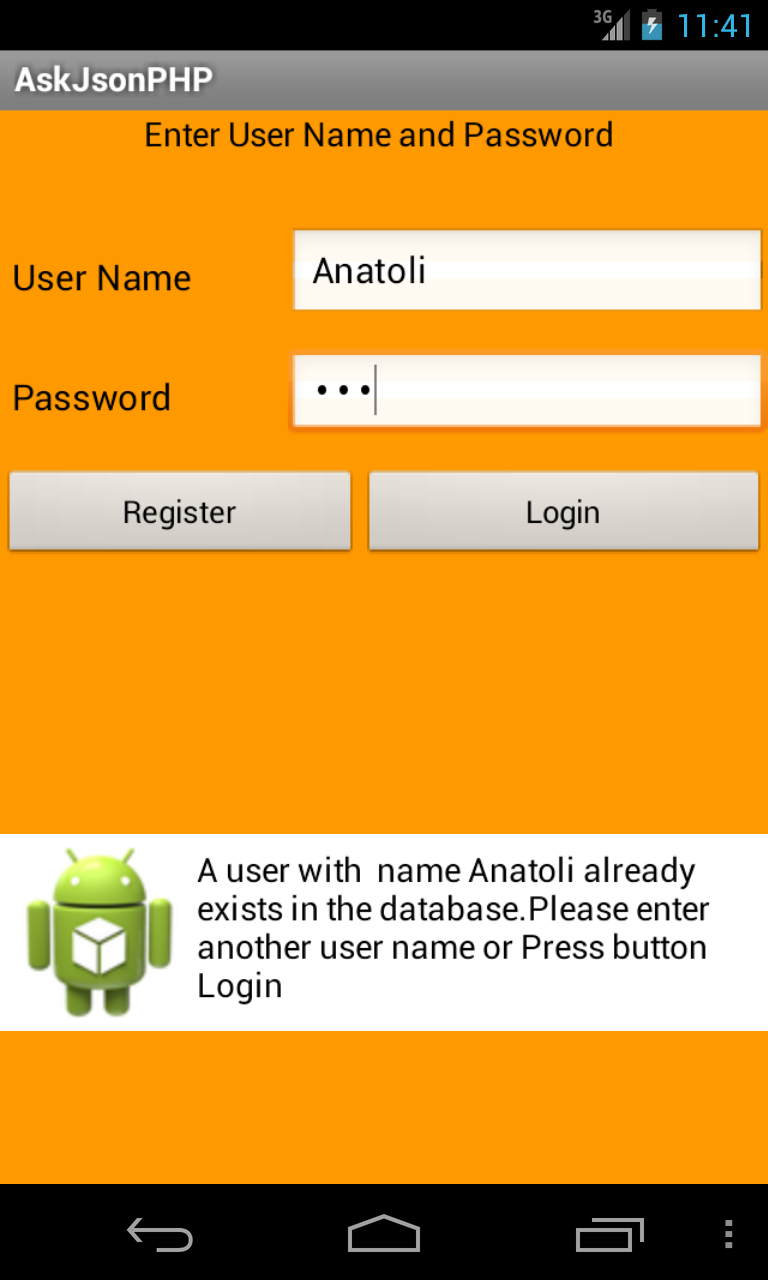 3G 11:41
AskJsonPHP
Enter User Name and Password
User Name Anatoli
Password •••
Register Login
A user with  name Anatoli already
exists in the database.Please enter
another user name or Press button
Login